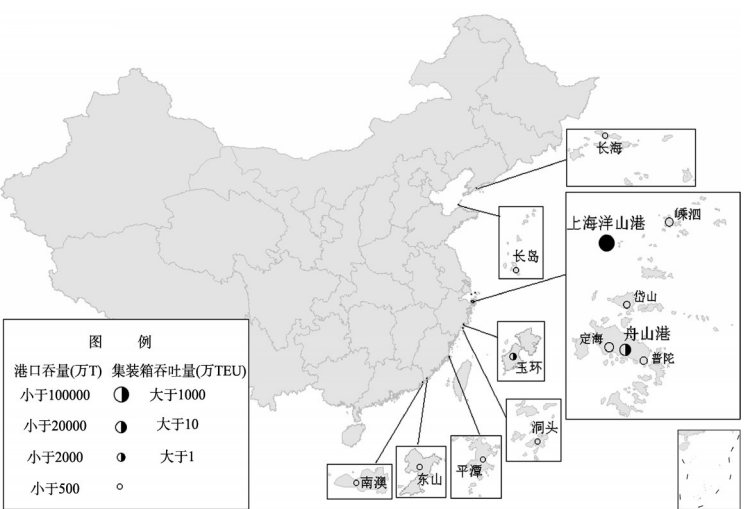 长海
嵊泗
上海洋山港
长岛
岱山
定海
舟山港
普陀
玉环
洞头
平潭
东山
南澳
图 例
港口吞量(万T) 集装箱吞吐量(万TEU)
小于100000 大于1000
小于20000 大于10
小于2000 大于1
小于500